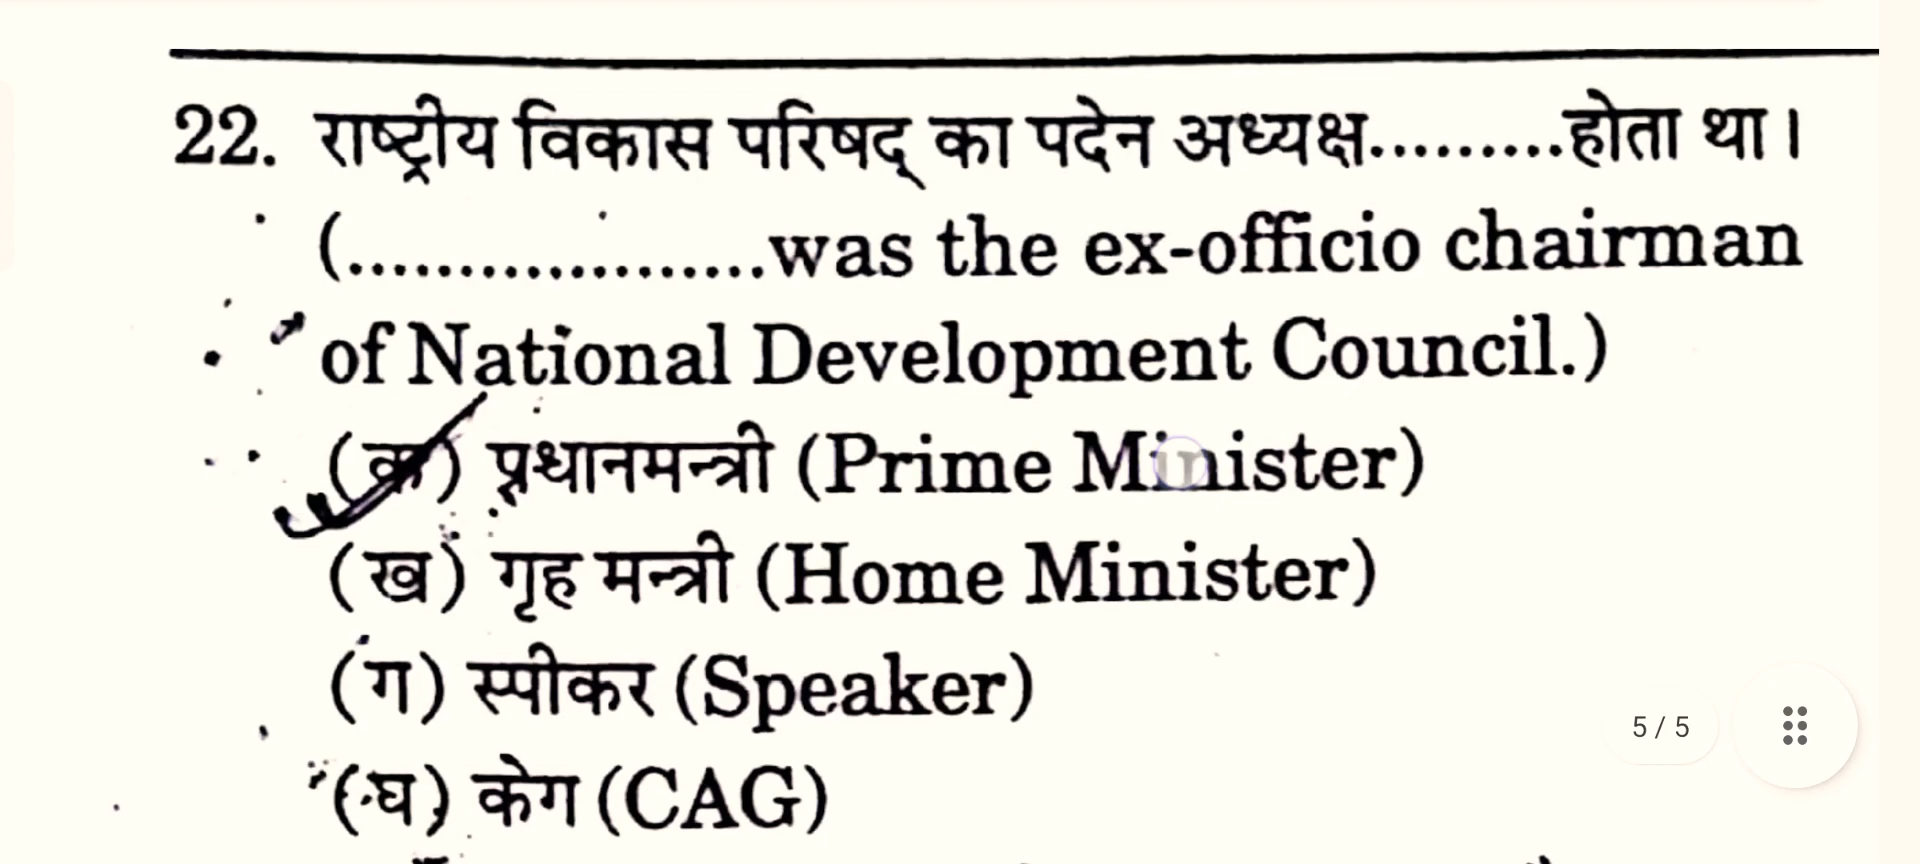 22. राष्ट्रीय विकास परिषद् का पदेन अध्यक्ष.........होता था।
(...................was the ex-officio chairman
of National Development Council.)
(क) प्रधानमन्त्री (Prime Minister)
(ख) गृह मन्त्री (Home Minister)
(ग) स्पीकर (Speaker)
(घ) केग (CAG)
5 / 5